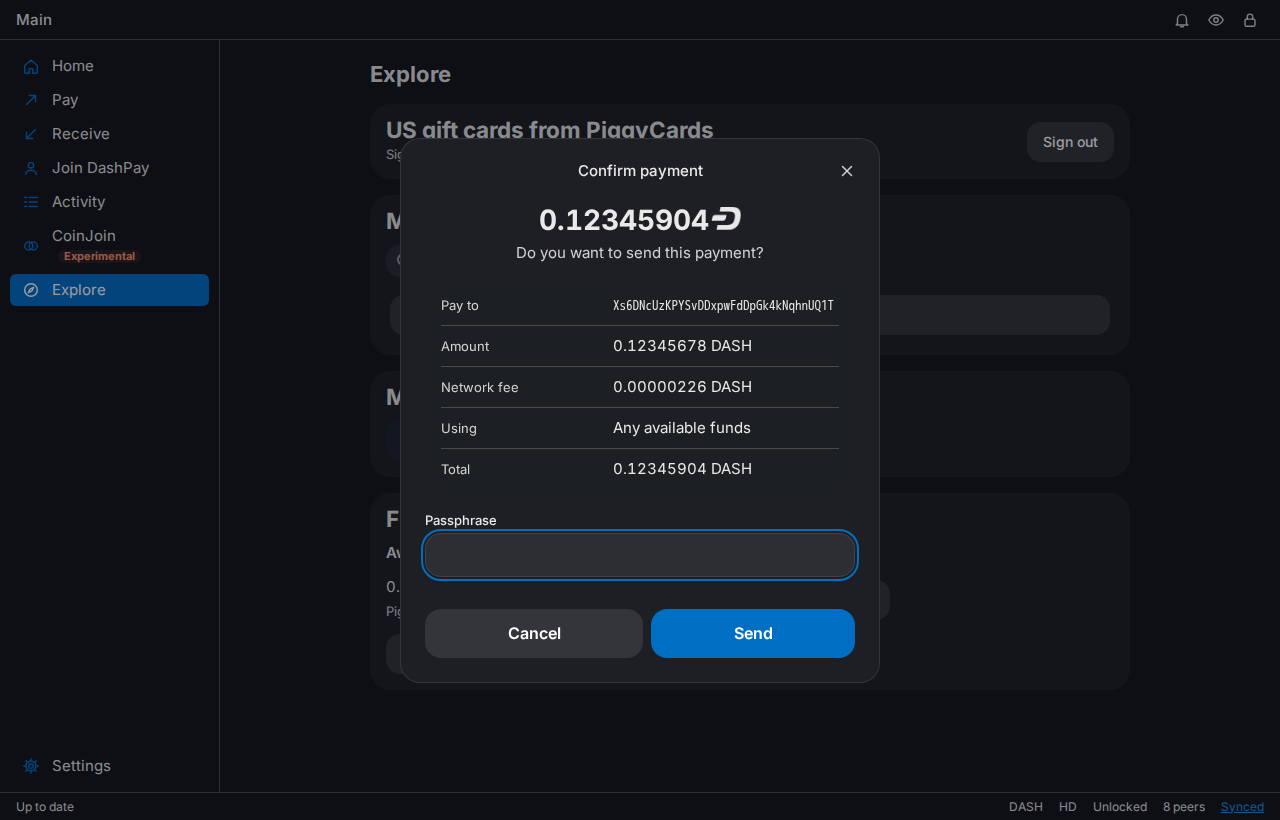 Main
Home
Pay
Receive
Join DashPay
Activity
CoinJoin
Experimental
Explore
Settings
Explore
US gift cards from PiggyCards
Sign out
Confirm payment
0.12345904
Do you want to send this payment?
Pay to Xs6DNcUzKPYSvDDxpwFdDpGk4kNqhnUQ1T
Amount 0.12345678 DASH
Network fee 0.00000226 DASH
Using Any available funds
Total 0.12345904 DASH
Passphrase
Cancel Send
Up to date
DASH HD Unlocked 8 peers Synced